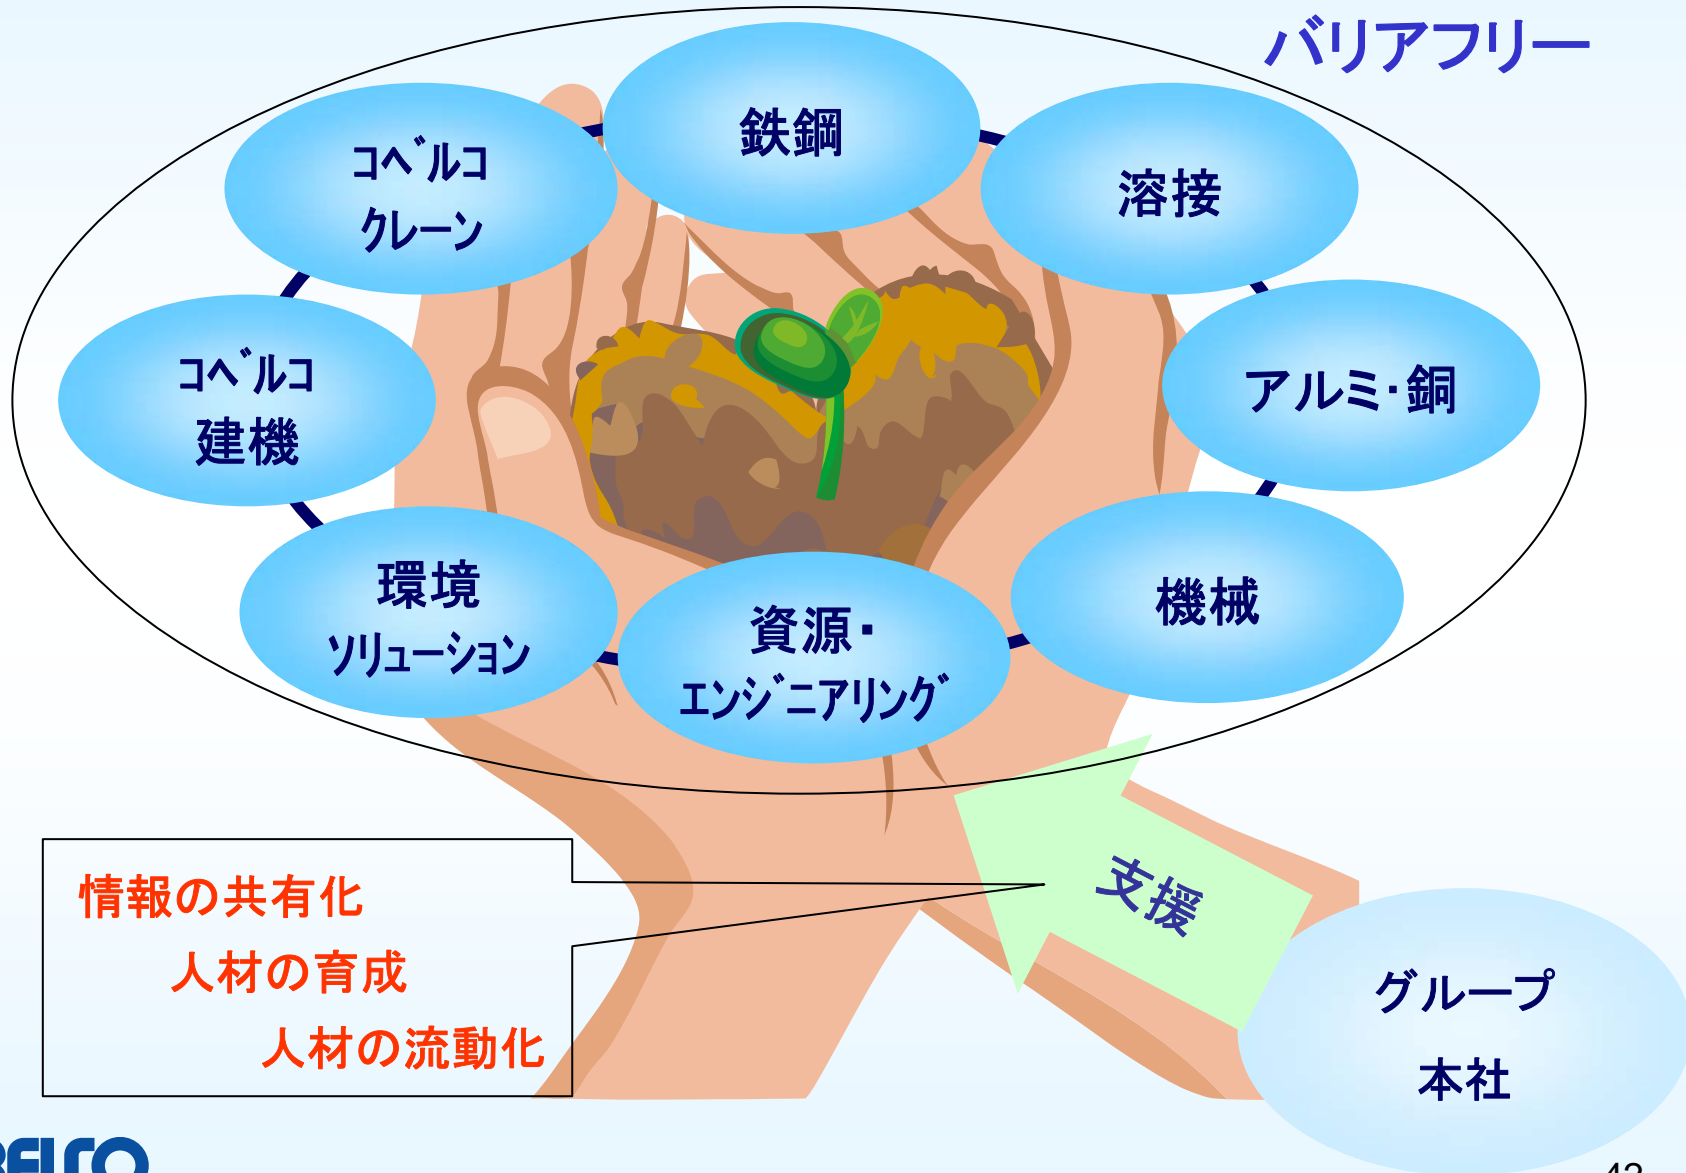 バリアフリー
鉄鋼
溶接
アルミ・銅
機械
資源・
ｴﾝｼﾞﾆｱﾘﾝｸﾞ
環境
ｿﾘｭｰｼｮﾝ
ｺﾍﾞﾙｺ
建機
ｺﾍﾞﾙｺ
ｸﾚｰﾝ
支援
情報の共有化
人材の育成
人材の流動化
グループ
本社